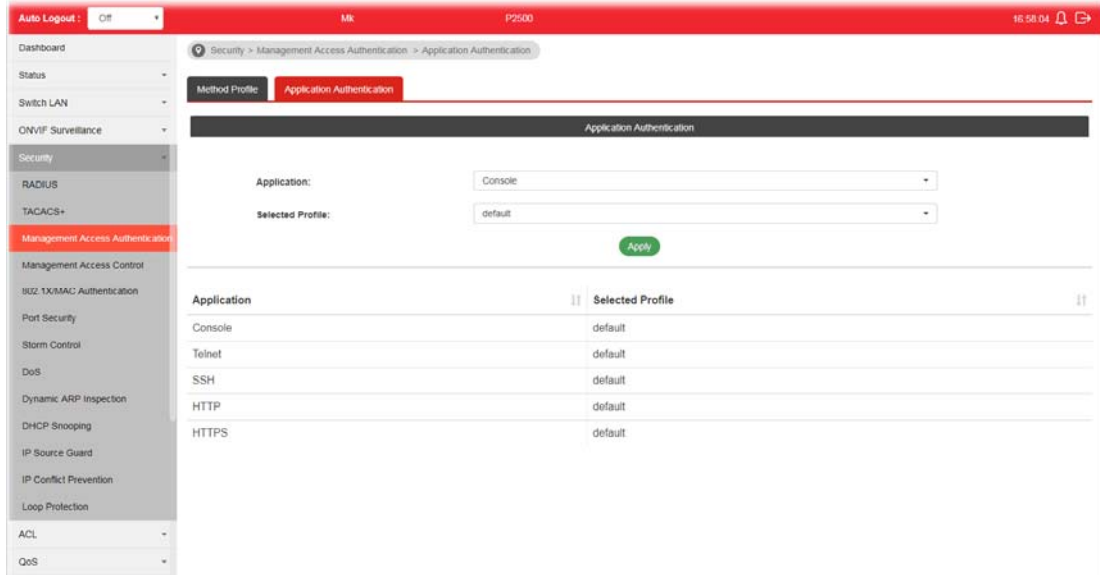 Auto Logout : Off Mk P2500 16:58:04
Dashboard
Status
Switch LAN
ONVIF Surveillance
Security
RADIUS
TACACS+
Management Access Authentication
Management Access Control
802.1X/MAC Authentication
Port Security
Storm Control
DoS
Dynamic ARP Inspection
DHCP Snooping
IP Source Guard
IP Conflict Prevention
Loop Protection
ACL
QoS
Security > Management Access Authentication > Application Authentication
Method Profile Application Authentication
Application Authentication
Application: Console
Selected Profile: default
Apply
Application Selected Profile
Console default
Telnet default
SSH default
HTTP default
HTTPS default